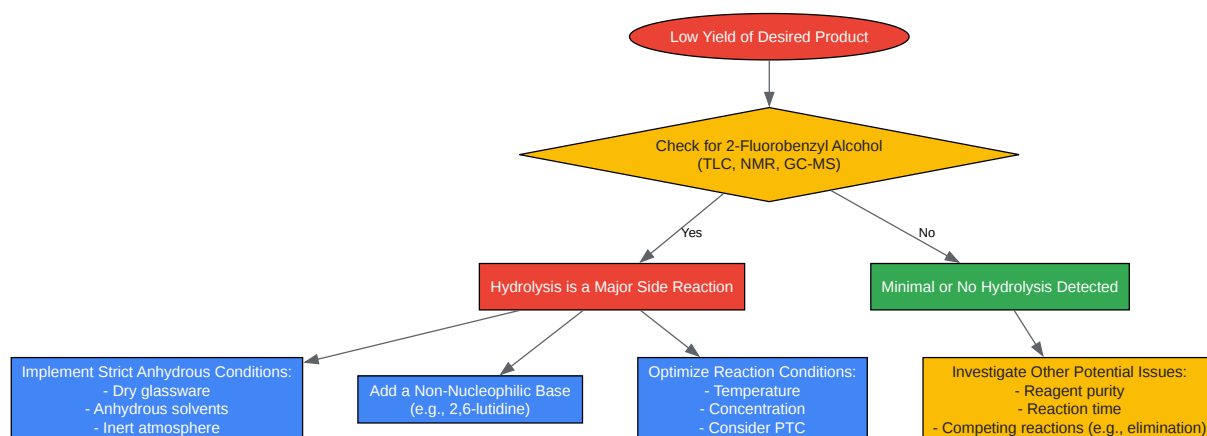 Low Yield of Desired Product
Check for 2-Fluorobenzyl Alcohol
(TLC, NMR, GC-MS)
Yes
No
Hydrolysis is a Major Side Reaction
Minimal or No Hydrolysis Detected
Implement Strict Anhydrous Conditions:
- Dry glassware
- Anhydrous solvents
- Inert atmosphere
Add a Non-Nucleophilic Base
(e.g., 2,6-lutidine)
Optimize Reaction Conditions:
- Temperature
- Concentration
- Consider PTC
Investigate Other Potential Issues:
- Reagent purity
- Reaction time
- Competing reactions (e.g., elimination)